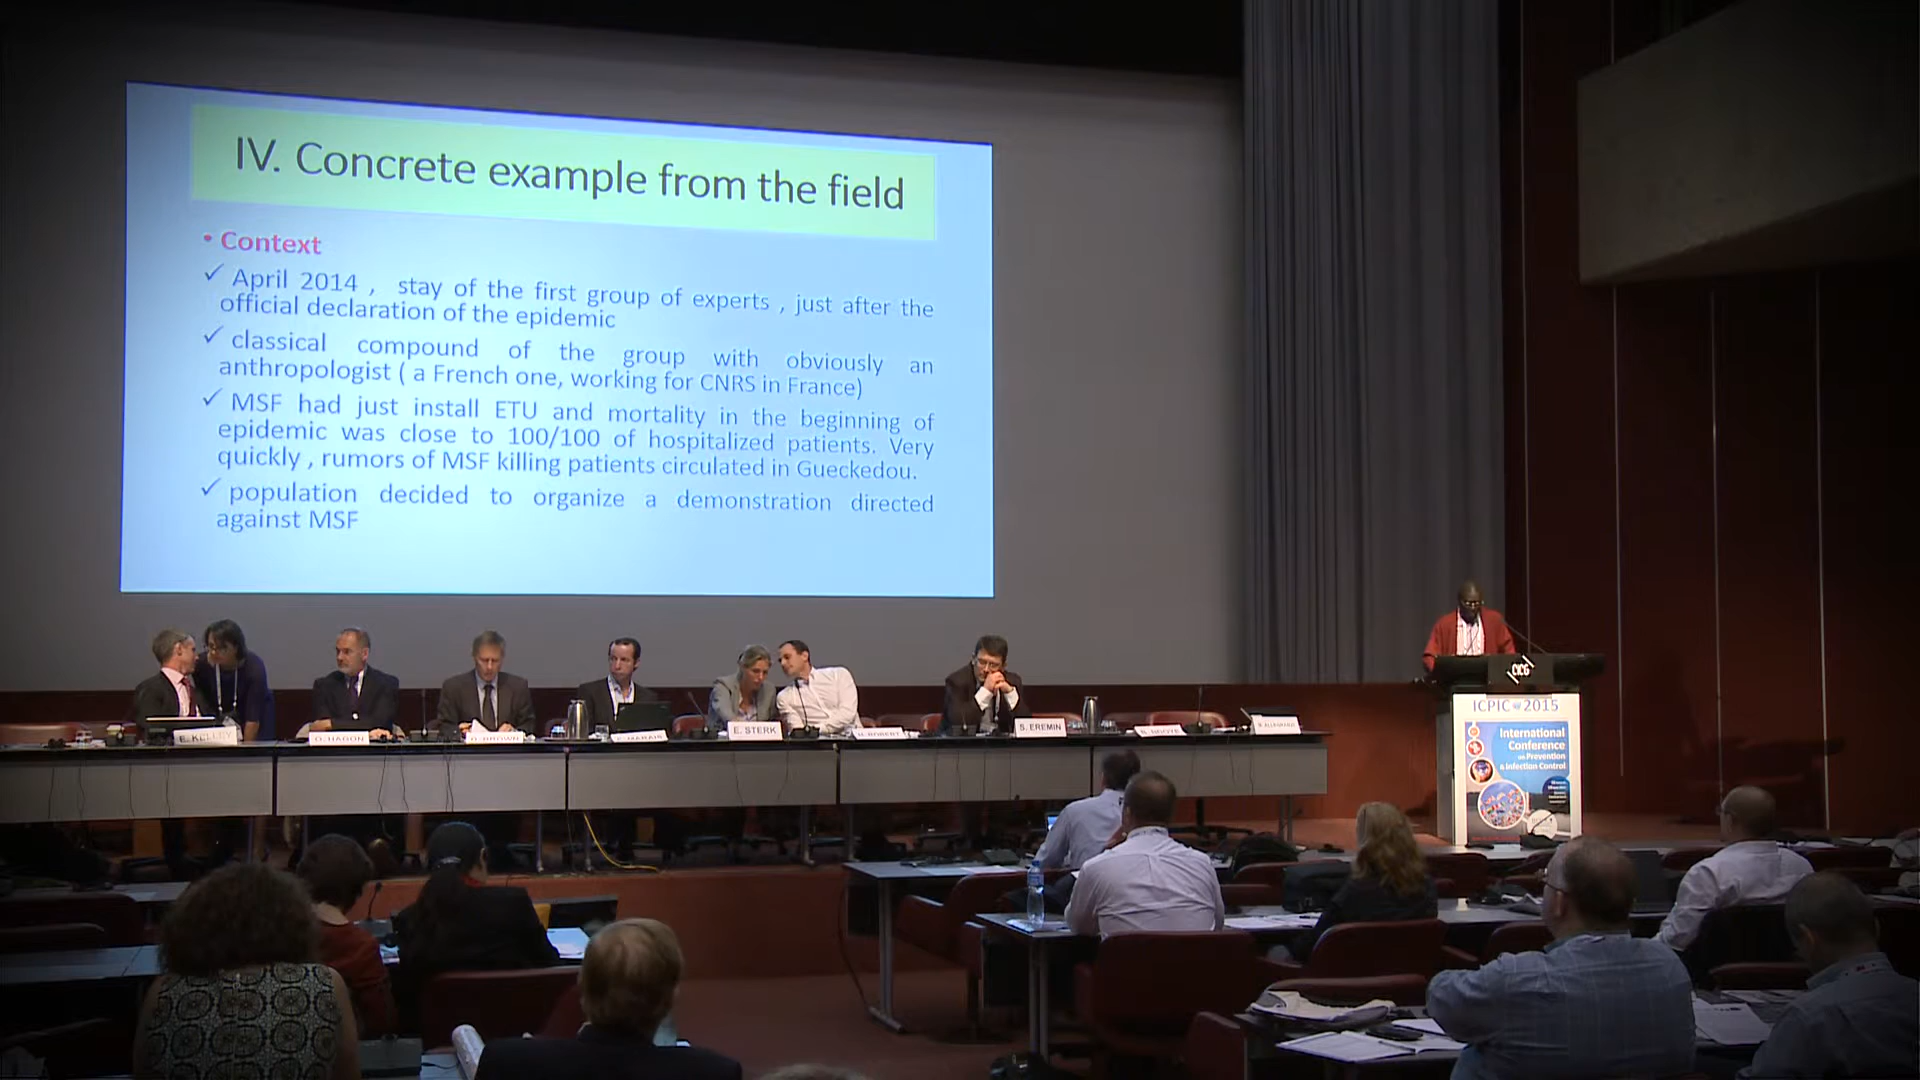 IV. Concrete example from the field
• Context
✓ April 2014 , stay of the first group of experts , just after the
official declaration of the epidemic
✓ classical compound of the group with obviously an
anthropologist ( a French one, working for CNRS in France)
✓ MSF had just install ETU and mortality in the beginning of
epidemic was close to 100/100 of hospitalized patients. Very
quickly , rumors of MSF killing patients circulated in Gueckedou.
✓ population decided to organize a demonstration directed
against MSF
E. KELLEY
E. STERK
S. EREMIN
CICG
ICPIC 2015
International
Conference
on Prevention
& Infection Control